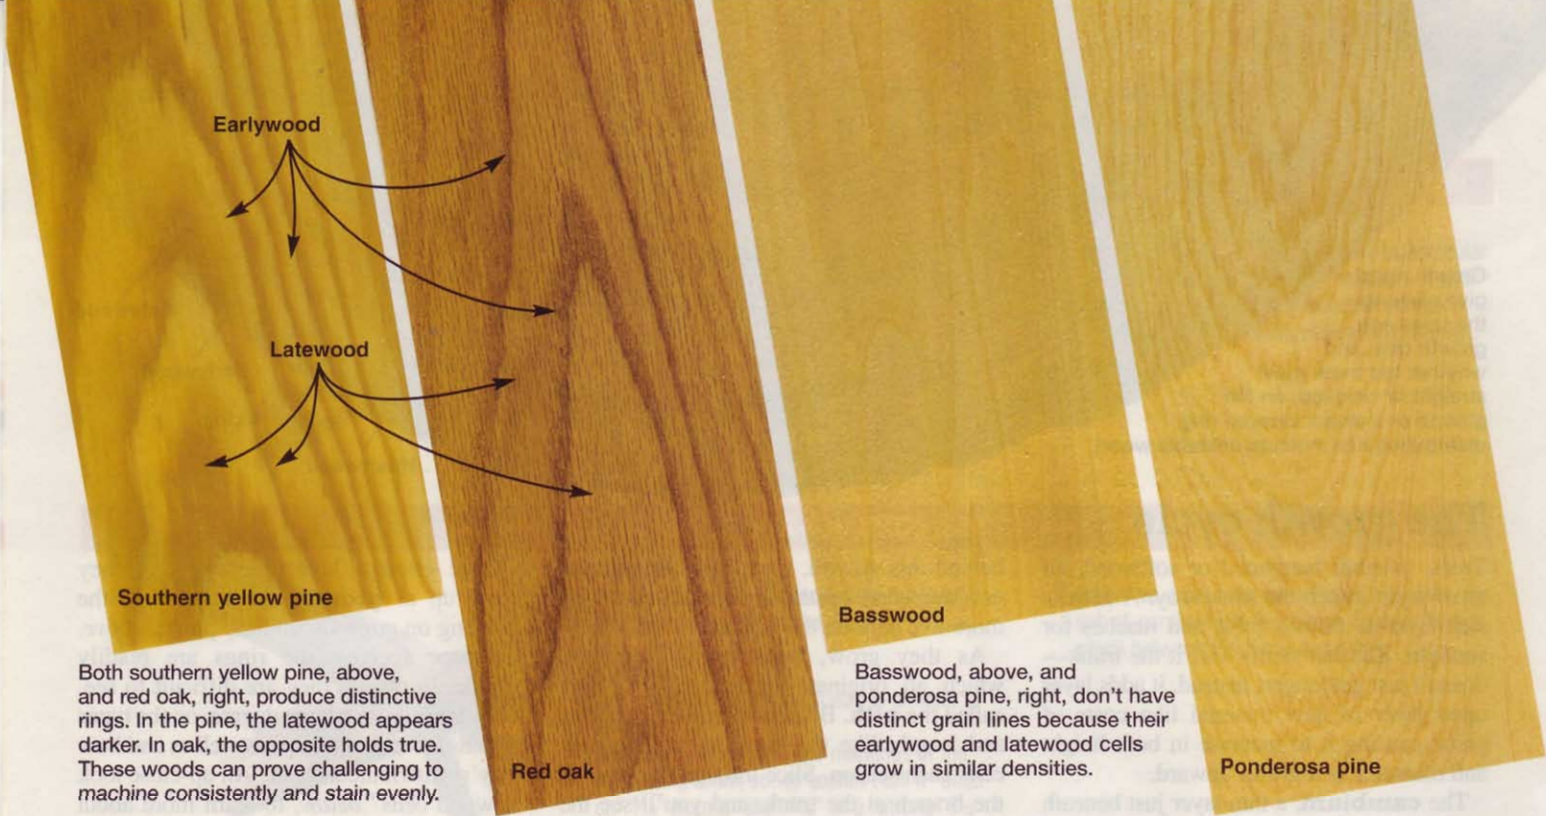 Earlywood
Latewood
Southern yellow pine
Both southern yellow pine, above,
and red oak, right, produce distinctive
rings. In the pine, the latewood appears
darker. In oak, the opposite holds true.
These woods can prove challenging to
machine consistently and stain evenly.
Red oak
Basswood
Basswood, above, and
ponderosa pine, right, don't have
distinct grain lines because their
earlywood and latewood cells
grow in similar densities.
Ponderosa pine